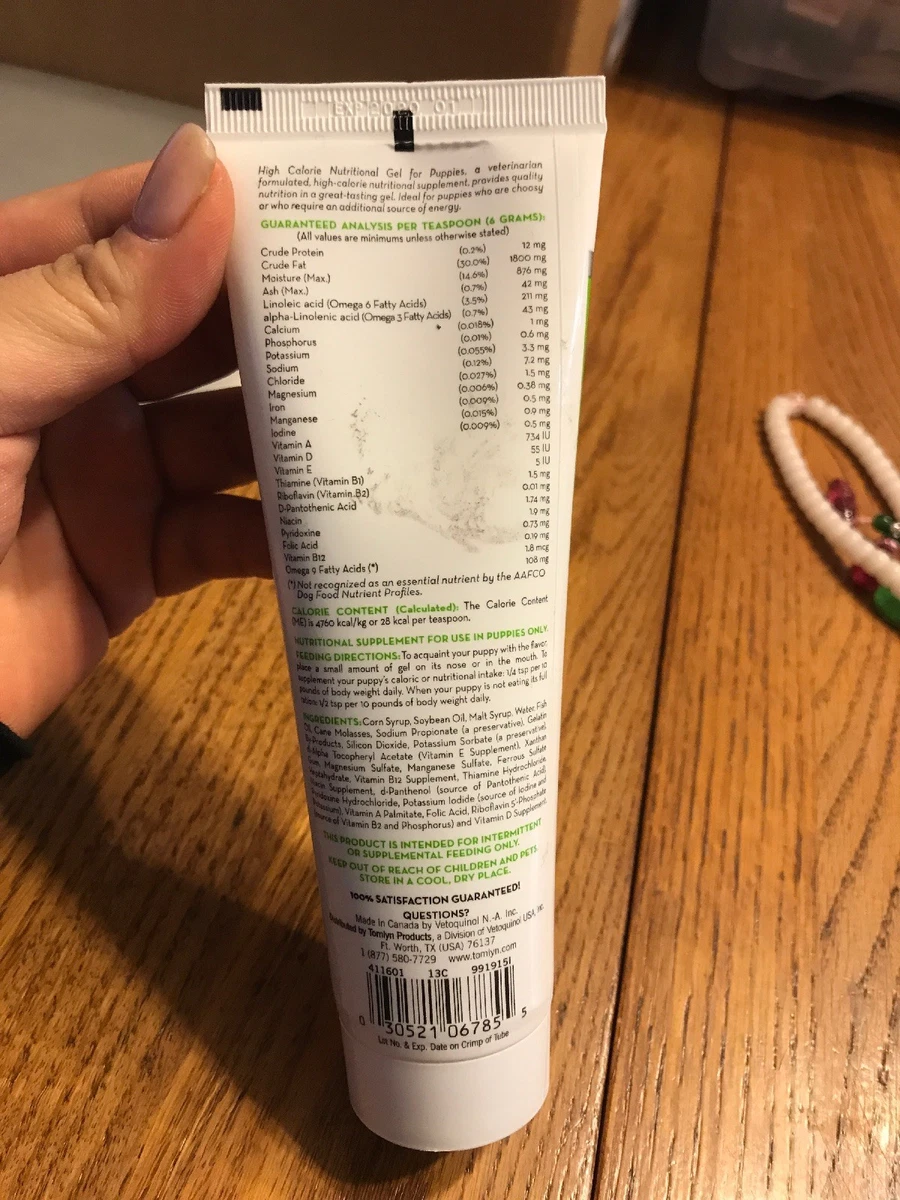 EXP 2020 01
High Calorie Nutritional Gel for Puppies, a veterinarian
formulated, high-calorie nutritional supplement, provides quality
nutrition in a great-tasting gel. Ideal for puppies who are choosy
or who require an additional source of energy.
GUARANTEED ANALYSIS PER TEASPOON (6 GRAMS):
(All values are minimums unless otherwise stated)
Crude Protein (0.2%) 12 mg
Crude Fat (30.0%) 1800 mg
Moisture (Max.) (14.6%) 876 mg
Ash (Max.) (0.7%) 42 mg
Linoleic acid (Omega 6 Fatty Acids) (3.5%) 211 mg
alpha-Linolenic acid (Omega 3 Fatty Acids) (0.7%) 43 mg
Calcium (0.018%) 1 mg
Phosphorus (0.01%) 0.6 mg
Potassium (0.055%) 3.3 mg
Sodium (0.12%) 7.2 mg
Chloride (0.027%) 1.5 mg
Magnesium (0.006%) 0.38 mg
Iron (0.009%) 0.5 mg
Manganese (0.015%) 0.9 mg
Iodine (0.009%) 0.5 mg
Vitamin A 734 IU
Vitamin D 55 IU
Vitamin E 5 IU
Thiamine (Vitamin B1) 1.5 mg
Riboflavin (Vitamin B2) 0.01 mg
D-Pantothenic Acid 1.74 mg
Niacin 1.9 mg
Pyridoxine 0.73 mg
Folic Acid 0.19 mg
Vitamin B12 1.8 mcg
Omega 9 Fatty Acids (*) 108 mg
(*) Not recognized as an essential nutrient by the AAFCO
Dog Food Nutrient Profiles.
CALORIE CONTENT (Calculated): The Calorie Content
(ME) is 4760 kcal/kg or 28 kcal per teaspoon.
NUTRITIONAL SUPPLEMENT FOR USE IN PUPPIES ONLY.
FEEDING DIRECTIONS: To acquaint your puppy with the flavor,
place a small amount of gel on its nose or in the mouth. To
supplement your puppy's caloric or nutritional intake: 1/4 tsp per 10
pounds of body weight daily. When your puppy is not eating its full
ration: 1/2 tsp per 10 pounds of body weight daily.
INGREDIENTS: Corn Syrup, Soybean Oil, Malt Syrup, Water, Fish
Oil, Cane Molasses, Sodium Propionate (a preservative), Gelatin
By-Products, Silicon Dioxide, Potassium Sorbate (a preservative),
Tocopheryl Acetate (Vitamin E Supplement), Xanthan
Gum, Magnesium Sulfate, Manganese Sulfate, Ferrous Sulfate
Heptahydrate, Vitamin B12 Supplement, Thiamine Hydrochloride,
Niacin Supplement, d-Panthenol (source of Pantothenic Acid),
Pyridoxine Hydrochloride, Potassium Iodide (source of Iodine and
Potassium), Vitamin A Palmitate, Folic Acid, Riboflavin 5'-Phosphate
(source of Vitamin B2 and Phosphorus) and Vitamin D Supplement.
THIS PRODUCT IS INTENDED FOR INTERMITTENT
OR SUPPLEMENTAL FEEDING ONLY.
KEEP OUT OF REACH OF CHILDREN AND PETS.
STORE IN A COOL, DRY PLACE.
100% SATISFACTION GUARANTEED!
QUESTIONS?
Made in Canada by Vetoquinol N.-A. Inc.
Distributed by Tomlyn Products, a Division of Vetoquinol USA, Inc.
Ft. Worth, TX (USA) 76137
1 (877) 580-7729 www.tomlyn.com
411601 13C 991915I
0 30521 06785 5
Lot No. & Exp. Date on Crimp of Tube